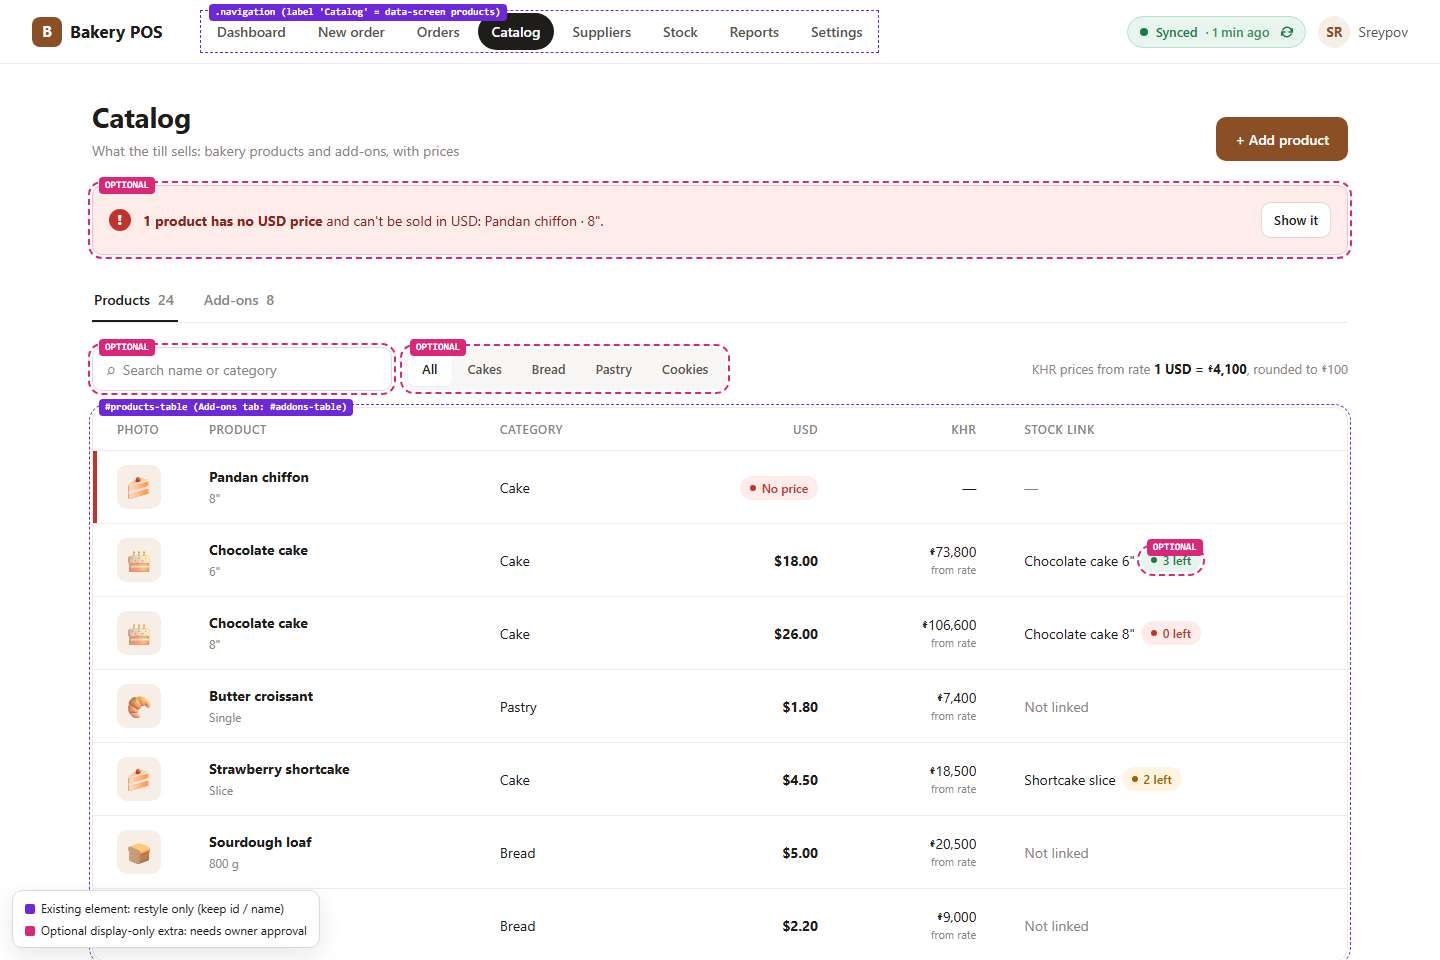 .navigation (label 'Catalog' = data-screen products)
B Bakery POS
Dashboard New order Orders Catalog Suppliers Stock Reports Settings
Synced · 1 min ago
SR Sreypov
Catalog
What the till sells: bakery products and add-ons, with prices
+ Add product
OPTIONAL
! 1 product has no USD price and can't be sold in USD: Pandan chiffon · 8".
Show it
Products 24 Add-ons 8
OPTIONAL
Search name or category
OPTIONAL
All Cakes Bread Pastry Cookies
KHR prices from rate 1 USD = ៛4,100, rounded to ៛100
#products-table (Add-ons tab: #addons-table)
PHOTO PRODUCT CATEGORY USD KHR STOCK LINK
Pandan chiffon
8"
Cake
No price
—
—
Chocolate cake
6"
Cake
$18.00
៛73,800
from rate
Chocolate cake 6"
OPTIONAL
3 left
Chocolate cake
8"
Cake
$26.00
៛106,600
from rate
Chocolate cake 8"
0 left
Butter croissant
Single
Pastry
$1.80
៛7,400
from rate
Not linked
Strawberry shortcake
Slice
Cake
$4.50
៛18,500
from rate
Shortcake slice
2 left
Sourdough loaf
800 g
Bread
$5.00
៛20,500
from rate
Not linked
Bread
$2.20
៛9,000
from rate
Not linked
Existing element: restyle only (keep id / name)
Optional display-only extra: needs owner approval